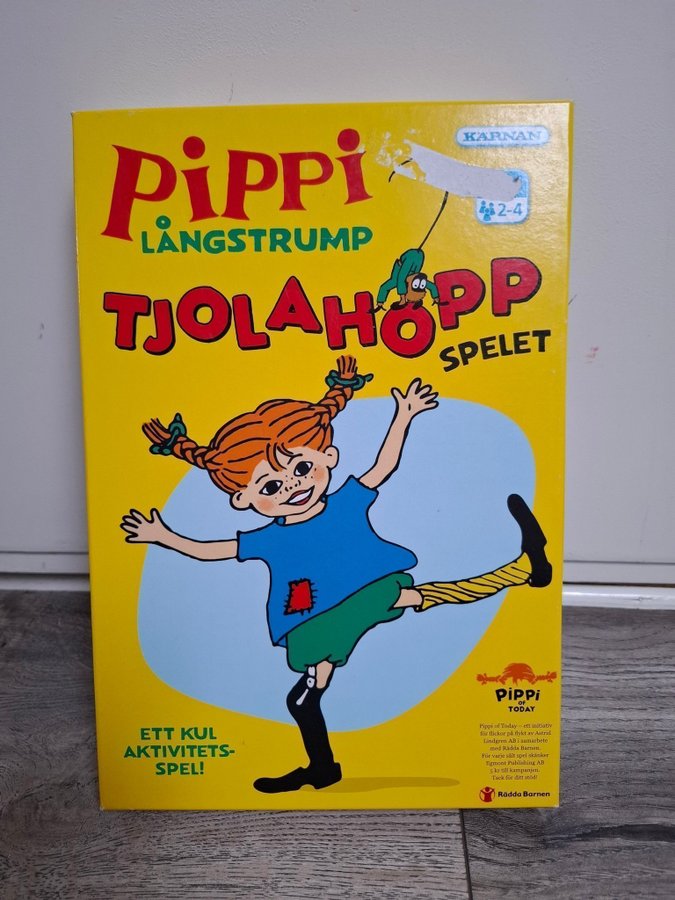 KÄRNAN
PiPPi
LÅNGSTRUMP
2-4
TJOLAHOPP
SPELET
ETT KUL
AKTIVITETS-
SPEL!
PiPPi
OF
TODAY
Pippi of Today – ett initiativ
för flickor på flykt av Astrid
Lindgren AB i samarbete
med Rädda Barnen.
För varje sålt spel skänker
Egmont Publishing AB
5 kr till kampanjen.
Tack för ditt stöd!
Rädda Barnen